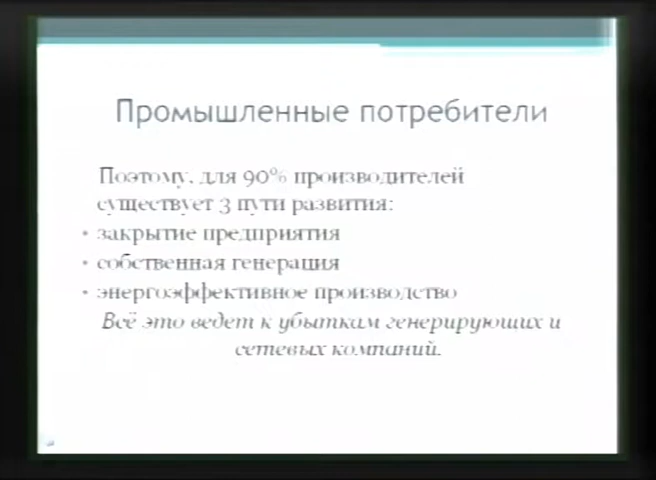 Промышленные потребители
Поэтому, для 90% производителей
существует 3 пути развития:
• закрытие предприятия
• собственная генерация
• энергоэффективное производство
Всё это ведет к убыткам генерирующих и
сетевых компаний.